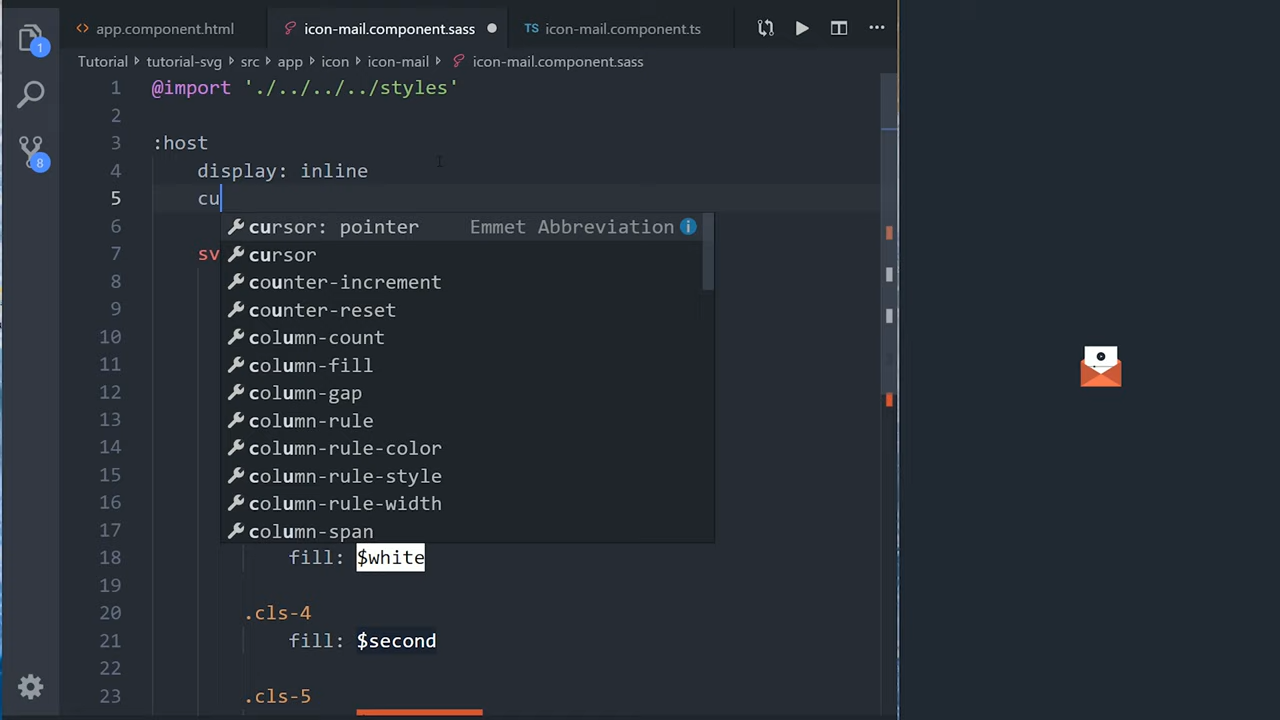 app.component.html
icon-mail.component.sass
TS icon-mail.component.ts
Tutorial tutorial-svg src app icon icon-mail icon-mail.component.sass
1 @import './../../../styles'
2
3 :host
4 display: inline
5 cu
6 cursor: pointer Emmet Abbreviation
7 sv cursor
8 counter-increment
9 counter-reset
10 column-count
11 column-fill
12 column-gap
13 column-rule
14 column-rule-color
15 column-rule-style
16 column-rule-width
17 column-span
18 fill: $white
19
20 .cls-4
21 fill: $second
22
23 .cls-5
1
8